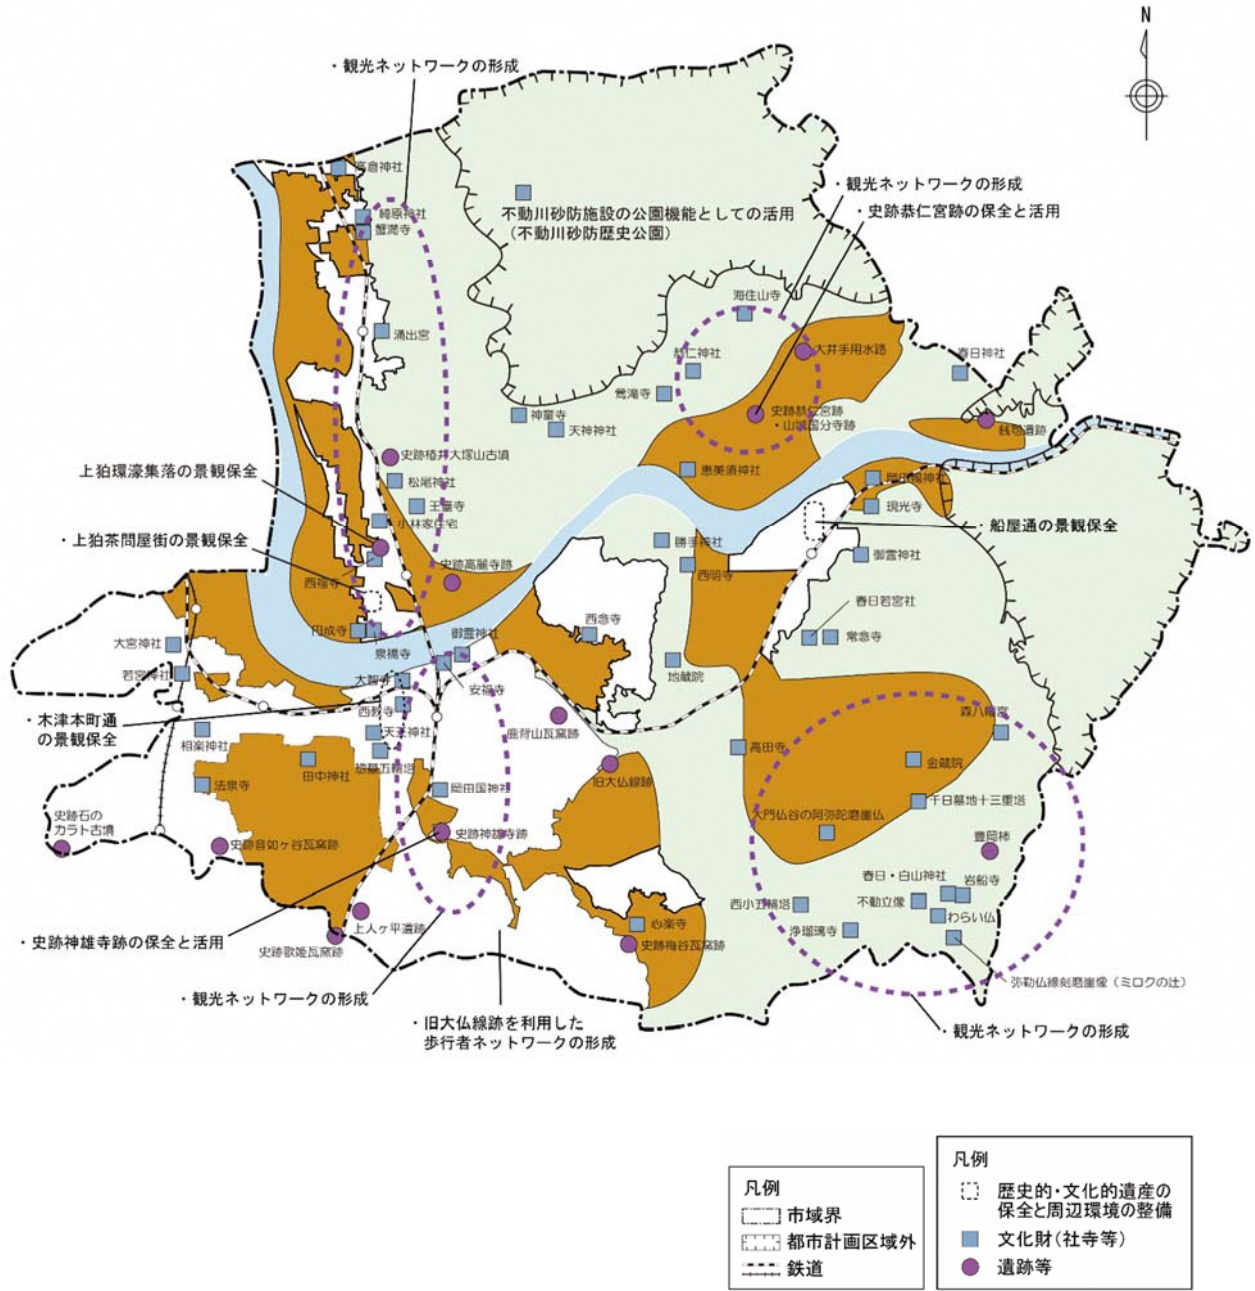 N
・観光ネットワークの形成
高倉神社
綺原神社
蟹満寺
不動川砂防施設の公園機能としての活用
（不動川砂防歴史公園）
・観光ネットワークの形成
・史跡恭仁宮跡の保全と活用
海住山寺
涌出宮
恭仁神社
大井手用水路
春日神社
鶯滝寺
神童寺
天神神社
史跡恭仁宮跡
・山城国分寺跡
銭司遺跡
史跡椿井大塚山古墳
上狛環濠集落の景観保全
松尾神社
恵美須神社
岡田鴨神社
王臺寺
現光寺
小林家住宅
・船屋通の景観保全
・上狛茶問屋街の景観保全
勝手神社
御霊神社
西福寺
史跡高麗寺跡
西明寺
春日若宮社
西念寺
円成寺
御霊神社
常念寺
大宮神社
泉橋寺
若宮神社
大智寺
安福寺
地蔵院
西教寺
・木津本町通
の景観保全
天王神社
鹿背山瓦窯跡
森八幡宮
相楽神社
惣墓五輪塔
高田寺
金蔵院
田中神社
旧大仏線跡
法泉寺
岡田国神社
千日墓地十三重塔
史跡石の
カラト古墳
大門仏谷の阿弥陀磨崖仏
史跡音如ヶ谷瓦窯跡
史跡神雄寺跡
豊岡柿
春日・白山神社
岩船寺
西小五輪塔
不動立像
わらい仏
上人ヶ平遺跡
心楽寺
浄瑠璃寺
・史跡神雄寺跡の保全と活用
史跡歌姫瓦窯跡
史跡梅谷瓦窯跡
弥勒仏線刻磨崖像（ミロクの辻）
・観光ネットワークの形成
・旧大仏線跡を利用した
歩行者ネットワークの形成
・観光ネットワークの形成
凡例
市域界
都市計画区域外
鉄道
凡例
歴史的・文化的遺産の
保全と周辺環境の整備
文化財（社寺等）
遺跡等